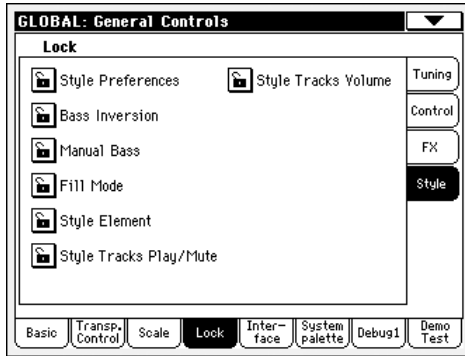 GLOBAL: General Controls
Lock
Style Preferences
Style Tracks Volume
Bass Inversion
Manual Bass
Fill Mode
Style Element
Style Tracks Play/Mute
Tuning
Control
FX
Style
Basic
Transp.
Control
Scale
Lock
Inter-
face
System
palette
Debug1
Demo
Test